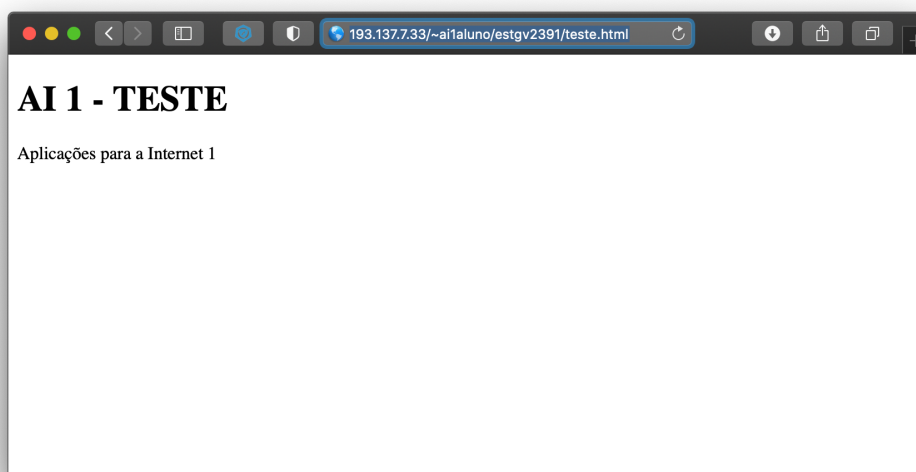 193.137.7.33/~ai1aluno/estgv2391/teste.html
AI 1 - TESTE
Aplicações para a Internet 1